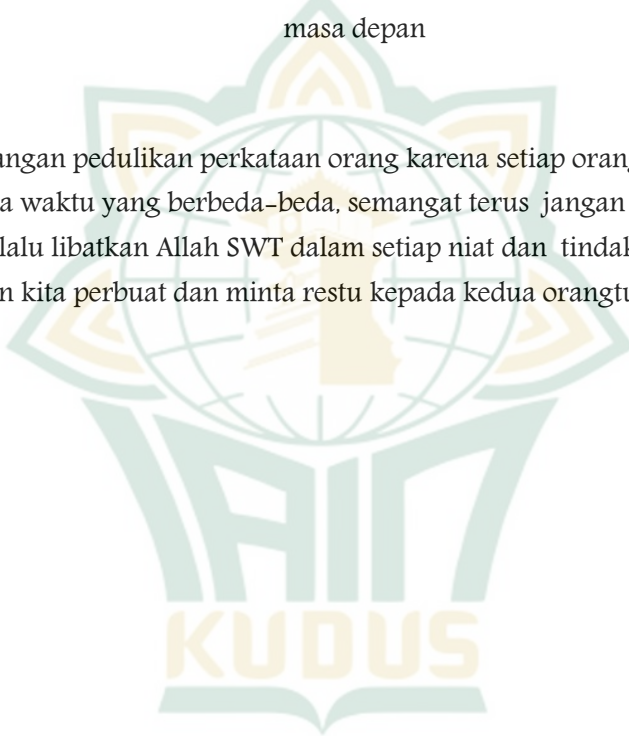 masa depan
angan pedulikan perkataan orang karena setiap orang
a waktu yang berbeda-beda, semangat terus jangan
lalu libatkan Allah SWT dalam setiap niat dan tindak
n kita perbuat dan minta restu kepada kedua orangtu
IAIN
KUDUS